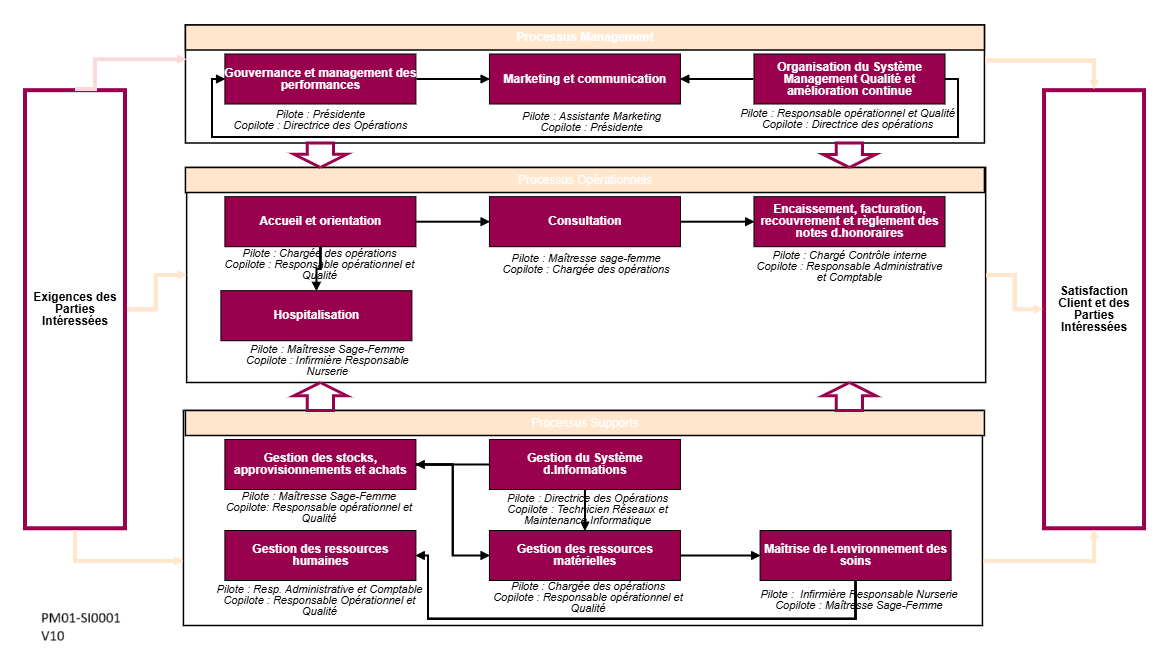 Processus Management
Gouvernance et management des
performances
Pilote : Présidente
Copilote : Directrice des Opérations
Marketing et communication
Pilote : Assistante Marketing
Copilote : Présidente
Organisation du Système
Management Qualité et
amélioration continue
Pilote : Responsable opérationnel et Qualité
Copilote : Directrice des opérations
Exigences des
Parties
Intéressées
Processus Opérationnels
Accueil et orientation
Pilote : Chargée des opérations
Copilote : Responsable opérationnel et
Qualité
Consultation
Pilote : Maîtresse sage-femme
Copilote : Chargée des opérations
Encaissement, facturation,
recouvrement et règlement des
notes d.honoraires
Pilote : Chargé Contrôle interne
Copilote : Responsable Administrative
et Comptable
Hospitalisation
Pilote : Maîtresse Sage-Femme
Copilote : Infirmière Responsable
Nurserie
Satisfaction
Client et des
Parties
Intéressées
Processus Supports
Gestion des stocks,
approvisionnements et achats
Pilote : Maîtresse Sage-Femme
Copilote: Responsable opérationnel et
Qualité
Gestion du Système
d.Informations
Pilote : Directrice des Opérations
Copilote : Technicien Réseaux et
Maintenance Informatique
Gestion des ressources
humaines
Pilote : Resp. Administrative et Comptable
Copilote : Responsable Opérationnel et
Qualité
Gestion des ressources
matérielles
Pilote : Chargée des opérations
Copilote : Responsable opérationnel et
Qualité
Maîtrise de l.environnement des
soins
Pilote : Infirmière Responsable Nurserie
Copilote : Maîtresse Sage-Femme
PM01-SI0001
V10